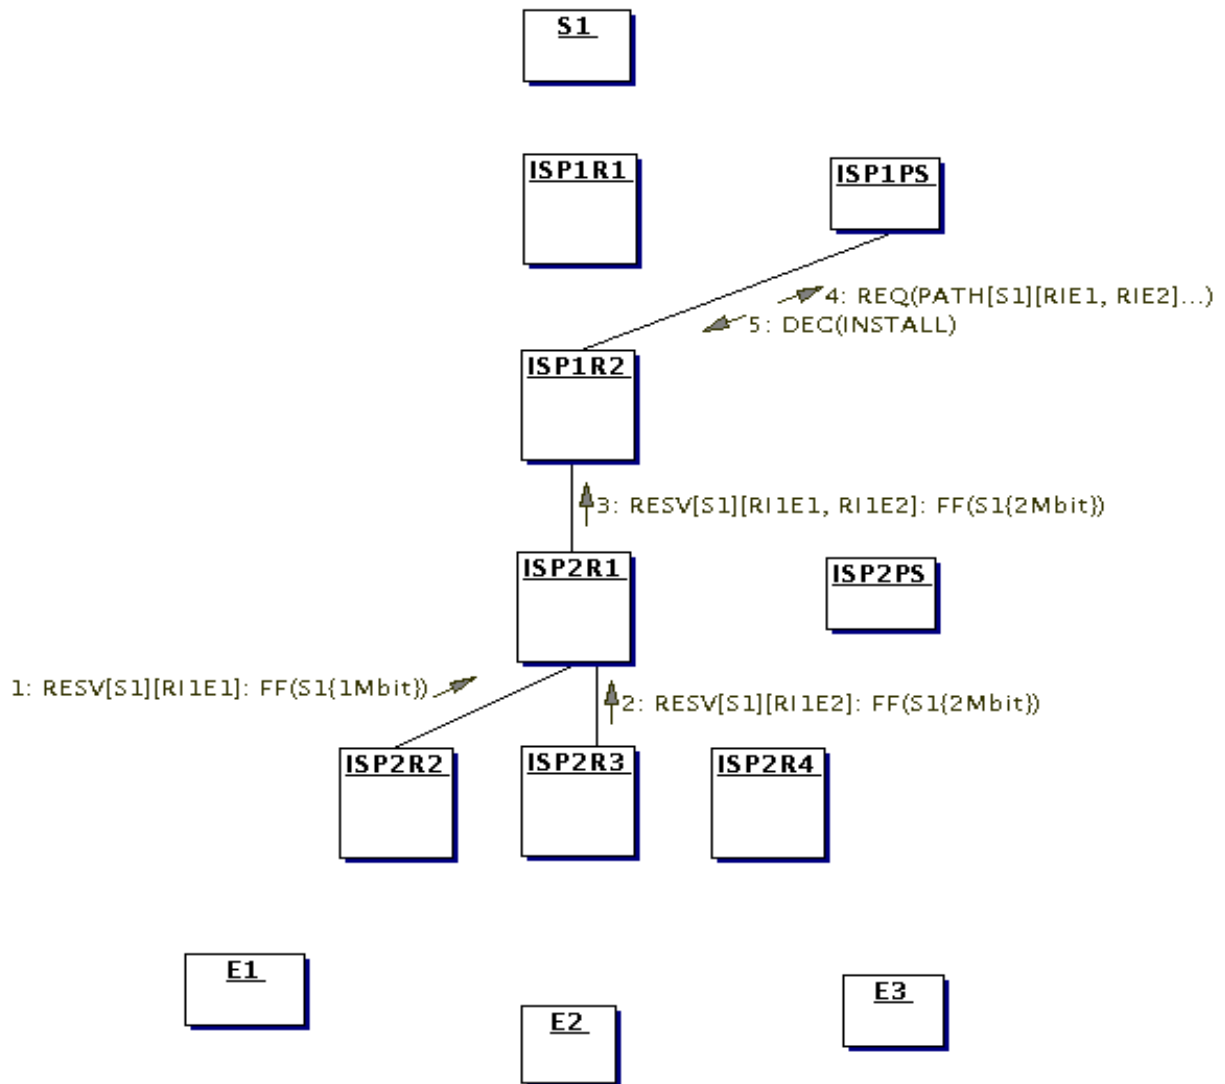 S1
ISP1R1
ISP1PS
4: REQ(PATH[S1][RIE1, RIE2]...)
5: DEC(INSTALL)
ISP1R2
3: RESV[S1][RI1E1, RI1E2]: FF(S1{2Mbit})
ISP2R1
ISP2PS
1: RESV[S1][RI1E1]: FF(S1{1Mbit})
2: RESV[S1][RI1E2]: FF(S1{2Mbit})
ISP2R2
ISP2R3
ISP2R4
E1
E2
E3